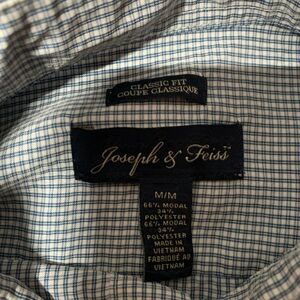 CLASSIC FIT
COUPE CLASSIQUE
Joseph & Feiss
M/M
66% MODAL
34%
POLYESTER
66% MODAL
34%
POLYESTER
MADE IN
VIETNAM
FABRIQUÉ AU
VIETNAM